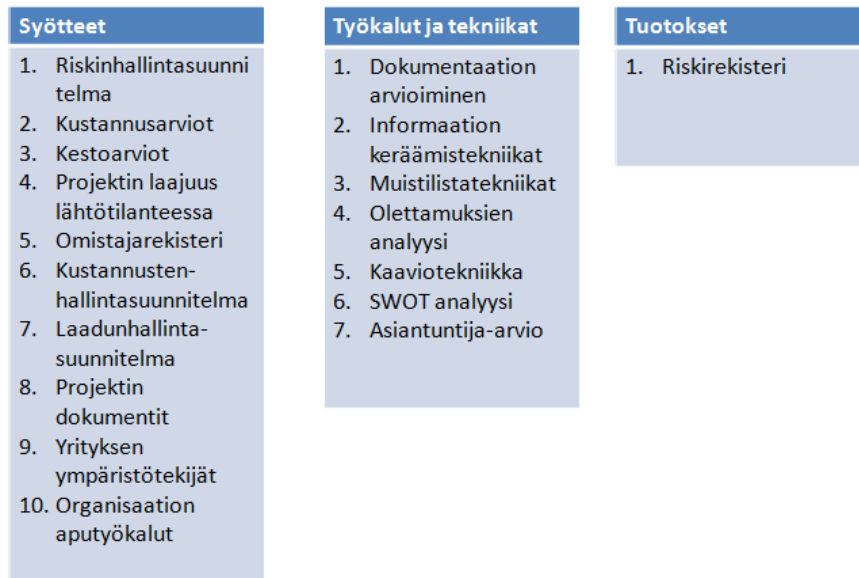 Syötteet
1. Riskinhallintasuunni
telma
2. Kustannusarviot
3. Kestoarviot
4. Projektin laajuus
lähtötilanteessa
5. Omistajarekisteri
6. Kustannusten-
hallintasuunnitelma
7. Laadunhallinta-
suunnitelma
8. Projektin
dokumentit
9. Yrityksen
ympäristötekijät
10. Organisaation
aputyökalut
Työkalut ja tekniikat
1. Dokumentaation
arvioiminen
2. Informaation
keräämistekniikat
3. Muistilistatekniikat
4. Olettamuksien
analyysi
5. Kaaviotekniikka
6. SWOT analyysi
7. Asiantuntija-arvio
Tuotokset
1. Riskirekisteri